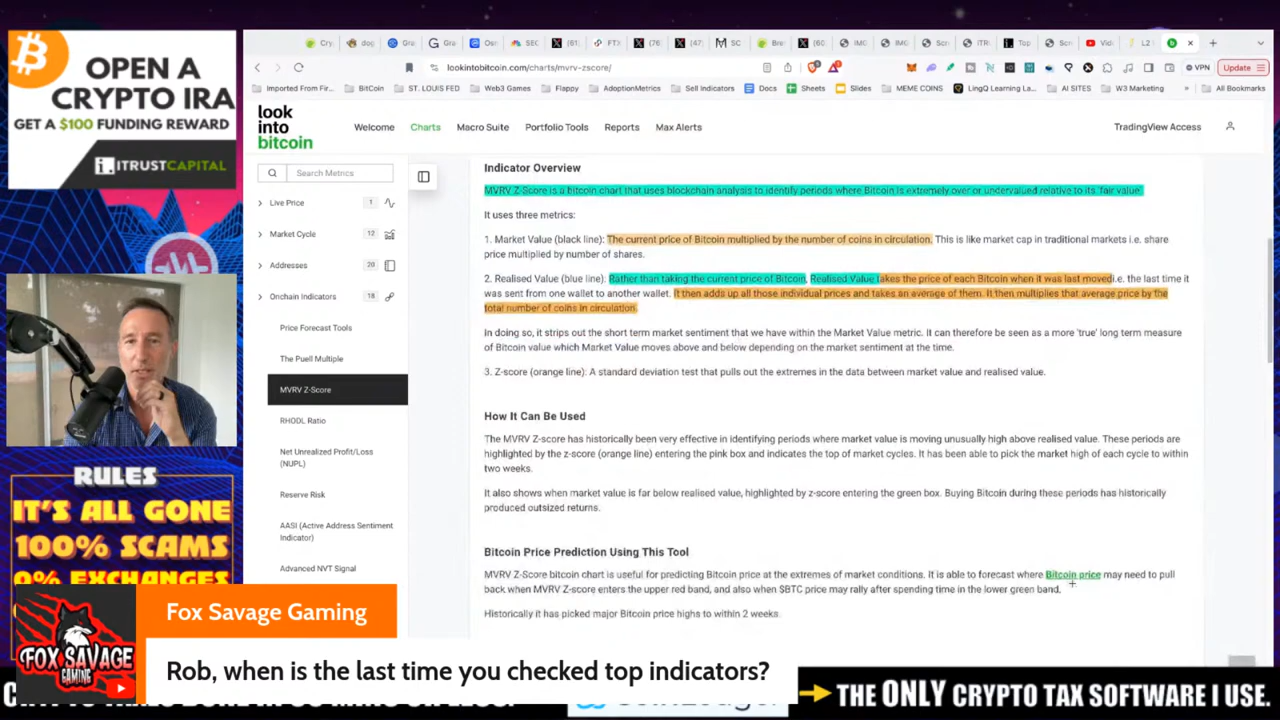 OPEN A
CRYPTO IRA
GET A $100 FUNDING REWARD
iTRUSTCAPITAL
Update
lookintobitcoin.com/charts/mvrv-zscore/
VPN
Imported From Fir...
BitCoin
ST. LOUIS FED
Web3 Games
Flappy
AdoptionMetrics
Sell Indicators
Docs
Sheets
Slides
MEME COINS
LingQ Learning La...
AI SITES
W3 Marketing
All Bookmarks
look
into
bitcoin
Welcome
Charts
Macro Suite
Portfolio Tools
Reports
Max Alerts
TradingView Access
Search Metrics
Live Price 1
Market Cycle 12
Addresses 20
Onchain Indicators 18
Price Forecast Tools
The Puell Multiple
MVRV Z-Score
RHODL Ratio
Net Unrealized Profit/Loss
(NUPL)
Reserve Risk
AASI (Active Address Sentiment
Indicator)
Advanced NVT Signal
Indicator Overview
MVRV Z-Score is a bitcoin chart that uses blockchain analysis to identify periods where Bitcoin is extremely over or undervalued relative to its 'fair value'.
It uses three metrics:
1. Market Value (black line): The current price of Bitcoin multiplied by the number of coins in circulation. This is like market cap in traditional markets i.e. share
price multiplied by number of shares.
2. Realised Value (blue line): Rather than taking the current price of Bitcoin, Realised Value takes the price of each Bitcoin when it was last moved i.e. the last time it
was sent from one wallet to another wallet. It then adds up all those individual prices and takes an average of them. It then multiplies that average price by the
total number of coins in circulation.
In doing so, it strips out the short term market sentiment that we have within the Market Value metric. It can therefore be seen as a more 'true' long term measure
of Bitcoin value which Market Value moves above and below depending on the market sentiment at the time.
3. Z-score (orange line): A standard deviation test that pulls out the extremes in the data between market value and realised value.
How It Can Be Used
The MVRV Z-score has historically been very effective in identifying periods where market value is moving unusually high above realised value. These periods are
highlighted by the z-score (orange line) entering the pink box and indicates the top of market cycles. It has been able to pick the market high of each cycle to within
two weeks.
It also shows when market value is far below realised value, highlighted by z-score entering the green box. Buying Bitcoin during these periods has historically
produced outsized returns.
Bitcoin Price Prediction Using This Tool
MVRV Z-Score bitcoin chart is useful for predicting Bitcoin price at the extremes of market conditions. It is able to forecast where Bitcoin price may need to pull
back when MVRV Z-score enters the upper red band, and also when $BTC price may rally after spending time in the lower green band.
Historically it has picked major Bitcoin price highs to within 2 weeks.
RULES
IT'S ALL GONE
100% SCAMS
0% EXCHANGES
FOX SAVAGE
GAMING
Fox Savage Gaming
Rob, when is the last time you checked top indicators?
THE ONLY CRYPTO TAX SOFTWARE I USE.